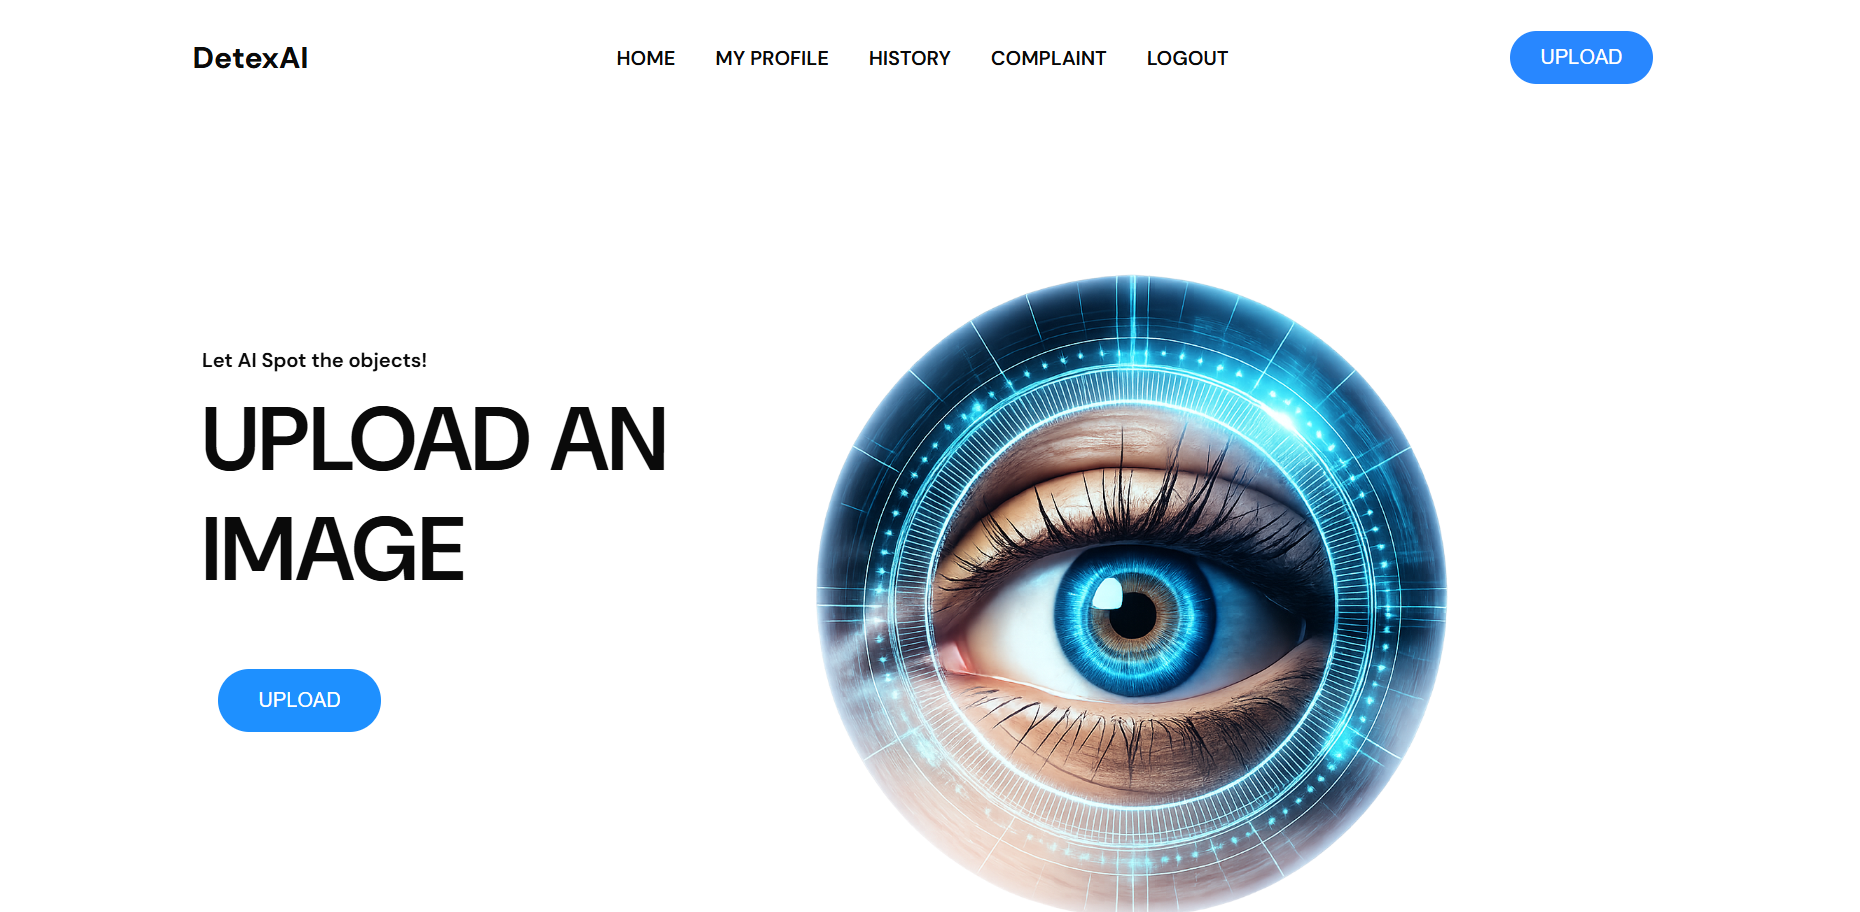 DetexAI
HOME MY PROFILE HISTORY COMPLAINT LOGOUT
UPLOAD
Let AI Spot the objects!
UPLOAD AN
IMAGE
UPLOAD